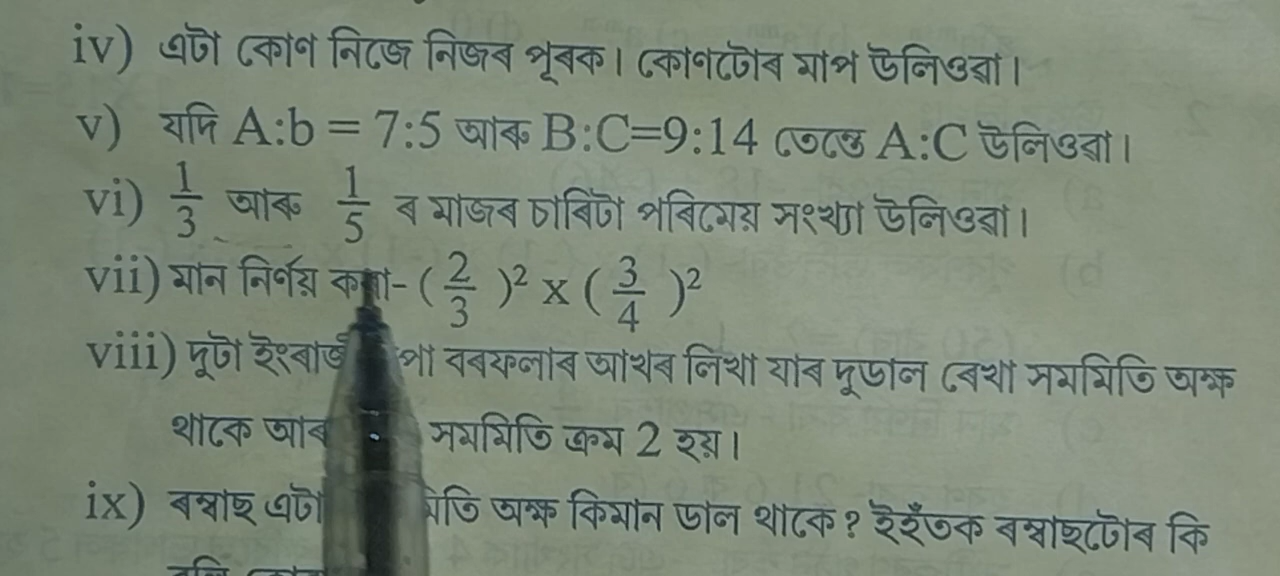 iv) এটা কোণ নিজে নিজৰ পূৰক। কোণটোৰ মাপ উলিওৱা।
v) যদি A:b = 7:5 আৰু B:C=9:14 তেন্তে A:C উলিওৱা।
vi) 1/3 আৰু 1/5 ৰ মাজৰ চাৰিটা পৰিমেয় সংখ্যা উলিওৱা।
vii) মান নিৰ্ণয় কৰা- ( 2/3 )² x ( 3/4 )²
viii) দুটা বৰফলাৰ আখৰ লিখা যাৰ দুডাল ৰেখা সমমিতি অক্ষ
থাকে সমমিতি ক্ৰম 2 হয়।
ix) ৰম্বাছ এটা অক্ষ কিমান ডাল থাকে? ইহঁতক ৰম্বাছটোৰ কি